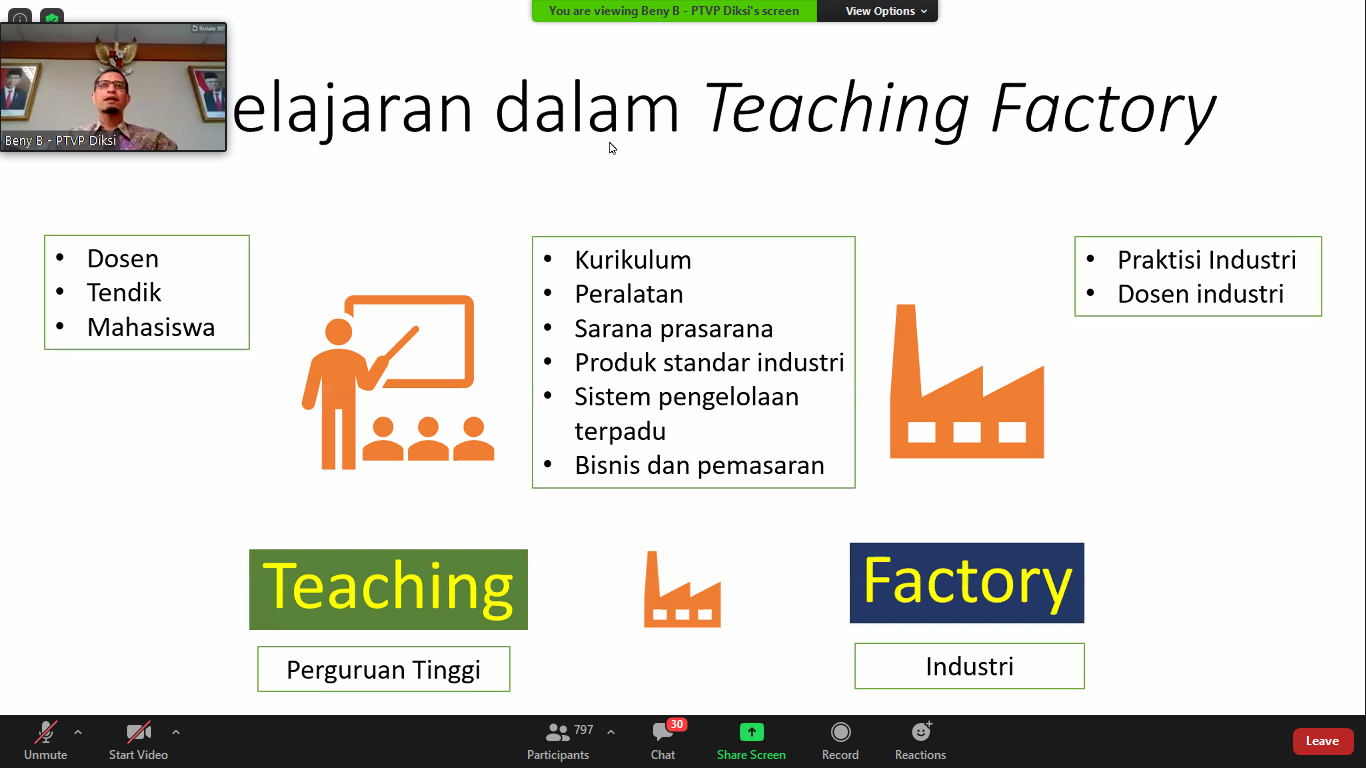 You are viewing Beny B - PTVP Diksi's screen
View Options
Rotate 90°
Beny B - PTVP Diksi
elajaran dalam Teaching Factory
• Dosen
• Tendik
• Mahasiswa
• Kurikulum
• Peralatan
• Sarana prasarana
• Produk standar industri
• Sistem pengelolaan
terpadu
• Bisnis dan pemasaran
• Praktisi Industri
• Dosen industri
Teaching
Factory
Perguruan Tinggi
Industri
Unmute
Start Video
Participants
797
Chat
30
Share Screen
Record
Reactions
Leave